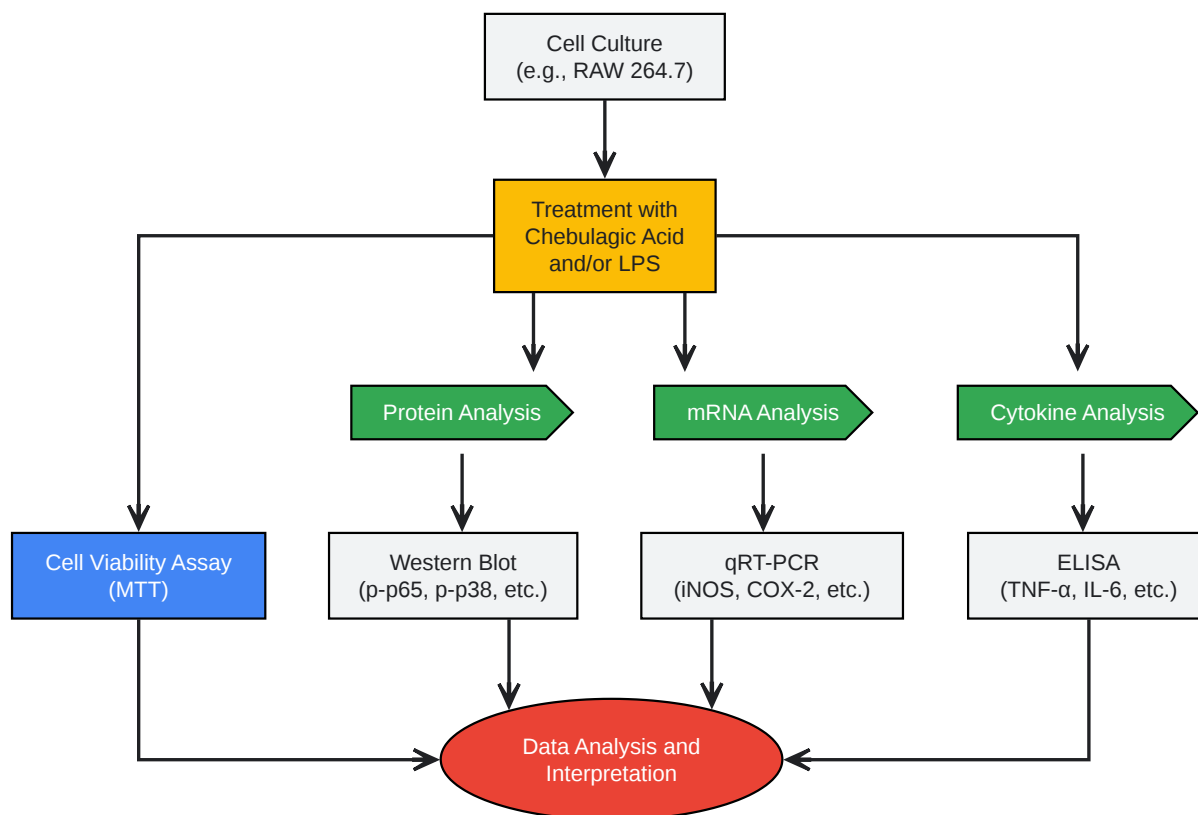 Cell Culture
(e.g., RAW 264.7)
Treatment with
Chebulagic Acid
and/or LPS
Protein Analysis
mRNA Analysis
Cytokine Analysis
Cell Viability Assay
(MTT)
Western Blot
(p-p65, p-p38, etc.)
qRT-PCR
(iNOS, COX-2, etc.)
ELISA
(TNF-α, IL-6, etc.)
Data Analysis and
Interpretation